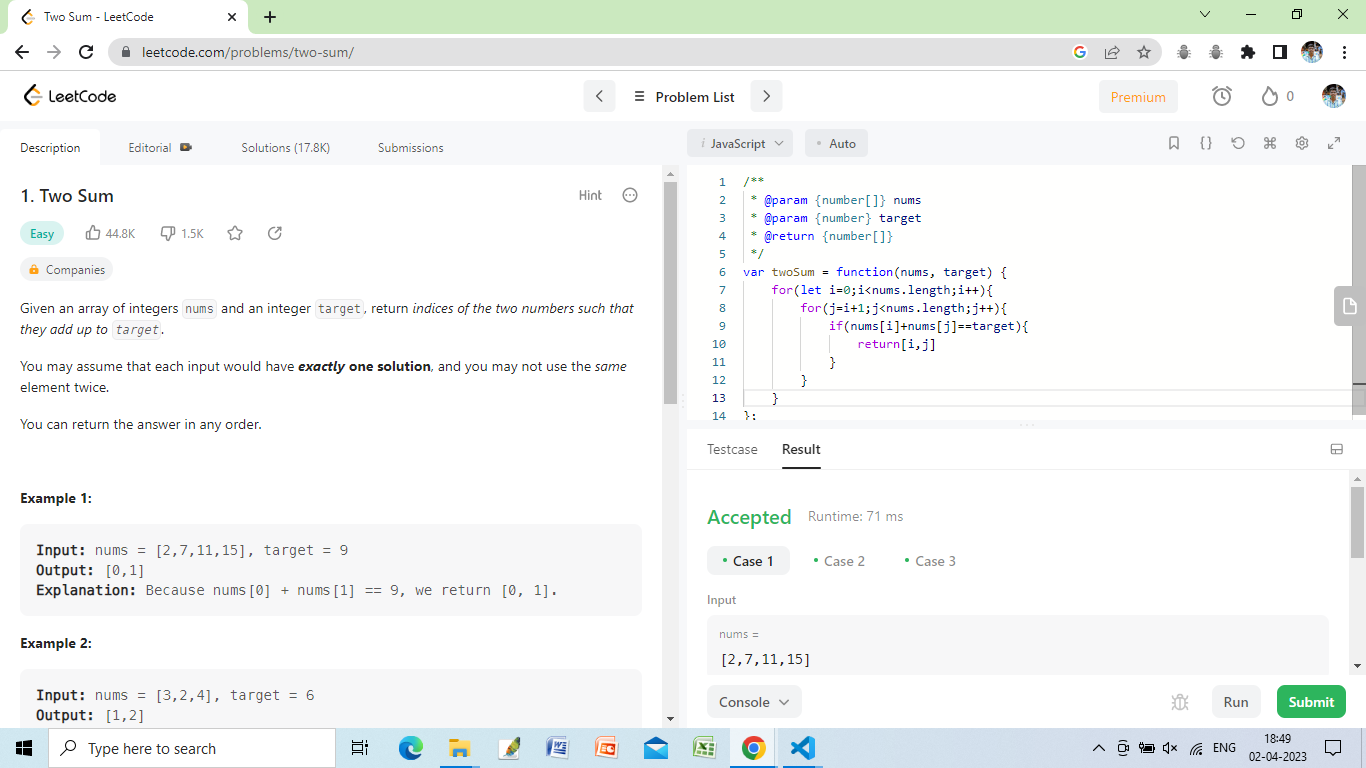 Two Sum - LeetCode
leetcode.com/problems/two-sum/
LeetCode
Problem List
Premium
0
Description
Editorial
Solutions (17.8K)
Submissions
1. Two Sum
Hint
Easy
44.8K
1.5K
Companies
Given an array of integers nums and an integer target, return indices of the two numbers such that
they add up to target.
You may assume that each input would have exactly one solution, and you may not use the same
element twice.
You can return the answer in any order.
Example 1:
Input: nums = [2,7,11,15], target = 9
Output: [0,1]
Explanation: Because nums[0] + nums[1] == 9, we return [0, 1].
Example 2:
Input: nums = [3,2,4], target = 6
Output: [1,2]
i JavaScript
Auto
1 /**
2 * @param {number[]} nums
3 * @param {number} target
4 * @return {number[]}
5 */
6 var twoSum = function(nums, target) {
7 for(let i=0;i<nums.length;i++){
8 for(j=i+1;j<nums.length;j++){
9 if(nums[i]+nums[j]==target){
10 return[i,j]
11 }
12 }
13 }
14 };
Testcase
Result
Accepted
Runtime: 71 ms
Case 1
Case 2
Case 3
Input
nums =
[2,7,11,15]
Console
Run
Submit
Type here to search
ENG
18:49
02-04-2023